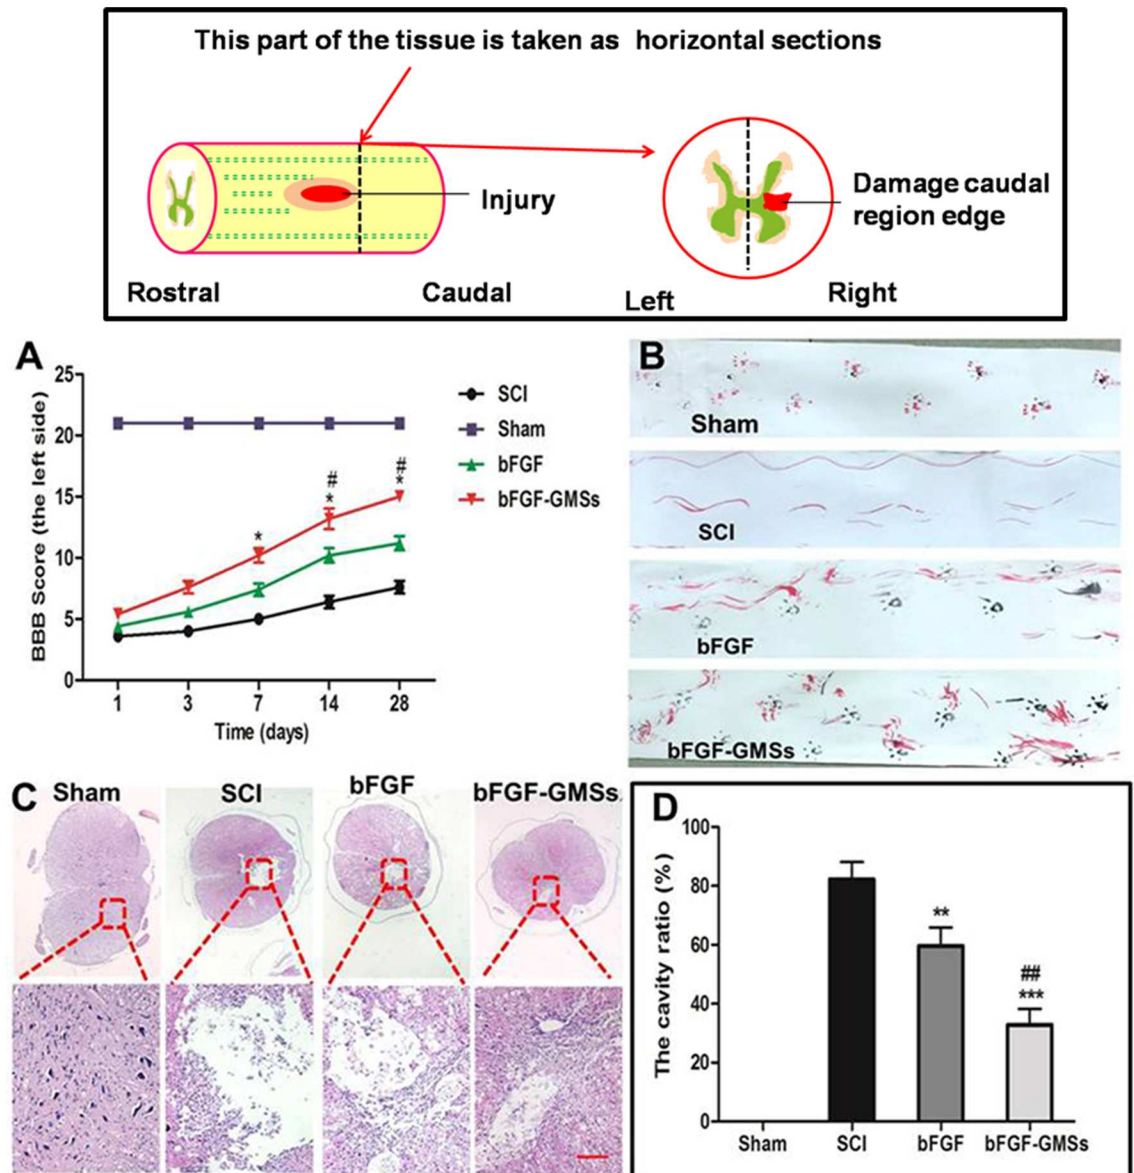 This part of the tissue is taken as horizontal sections
Injury
Damage caudal
region edge
Rostral
Caudal
Left
Right
A
BBB Score (the left side)
25
20
15
10
5
0
1 3 7 14 28
Time (days)
SCI
Sham
bFGF
bFGF-GMSs
*
#
*
#
*
B
Sham
SCI
bFGF
bFGF-GMSs
C
Sham SCI bFGF bFGF-GMSs
D
The cavity ratio (%)
100
80
60
40
20
0
**
##
***
Sham SCI bFGF bFGF-GMSs